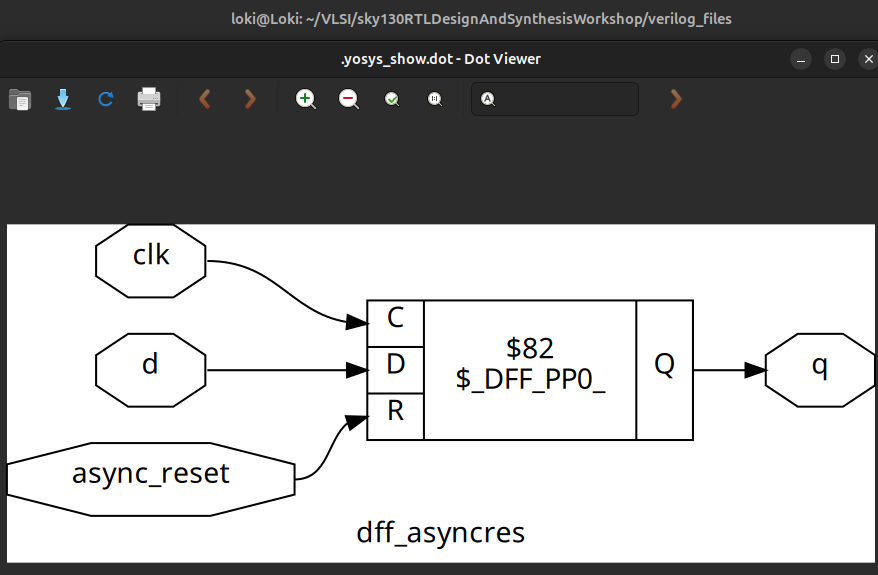 loki@Loki: ~/VLSI/sky130RTLDesignAndSynthesisWorkshop/verilog_files
.yosys_show.dot - Dot Viewer
clk
d
async_reset
C
D
R
$82
$_DFF_PP0_
Q
q
dff_asyncres